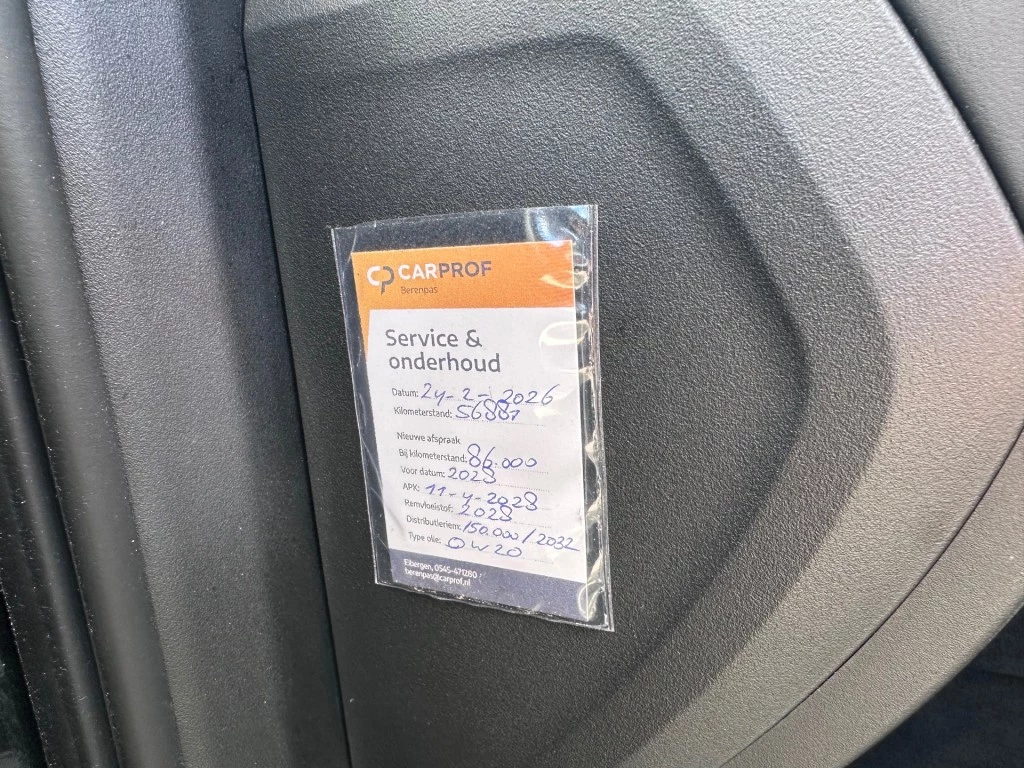 CARPROF
Berenpas
Service &
onderhoud
Datum: 24-2-2026
Kilometerstand: 56881
Nieuwe afspraak
Bij kilometerstand: 86.000
Voor datum: 2028
APK: 11-4-2028
Remvloeistof: 2028
Distributieriem: 150.000/2032
Type olie: 0W20
Eibergen, 0545-471280 /
berenpas@carprof.nl